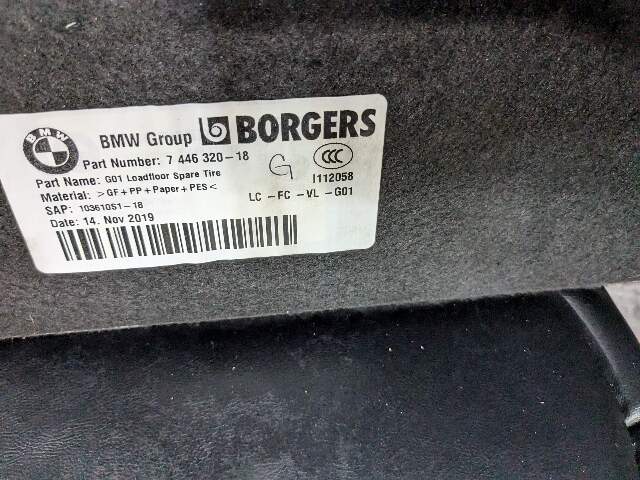 BMW
BMW Group BORGERS
Part Number: 7 446 320-18
Part Name: G01 Loadfloor Spare Tire
Material: >GF+PP+Paper+PES<
SAP: 10361051-18
Date: 14. Nov 2019
G
CCC
I112058
LC -FC -VL -G01